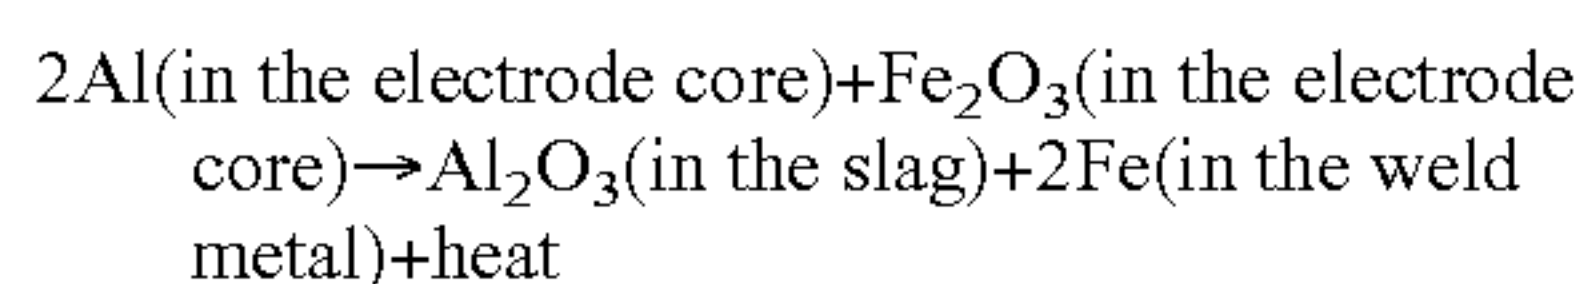 2Al(in the electrode core)+Fe₂O₃(in the electrode
core)→Al₂O₃(in the slag)+2Fe(in the weld
metal)+heat